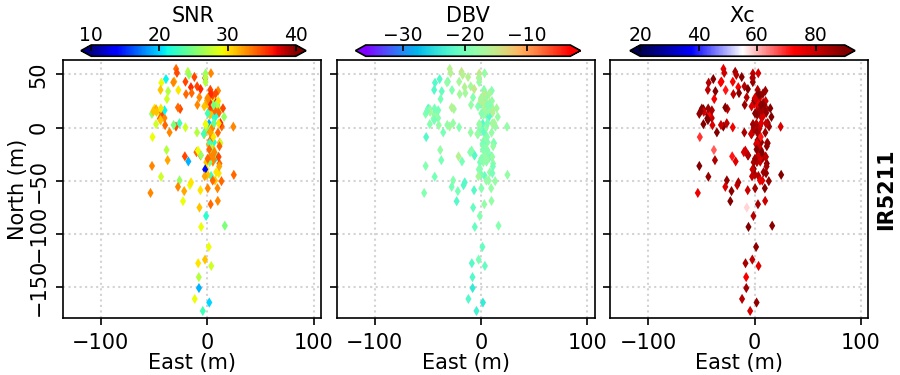 SNR DBV Xc
10 20 30 40 −30 −20 −10 20 40 60 80
50
0
−50
−100
−150
North (m)
−100 0 100 −100 0 100 −100 0 100
East (m) East (m) East (m)
IR5211